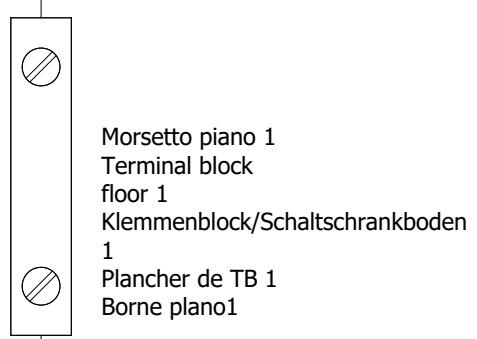 Morsetto piano 1
Terminal block
floor 1
Klemmenblock/Schaltschrankboden
1
Plancher de TB 1
Borne plano1